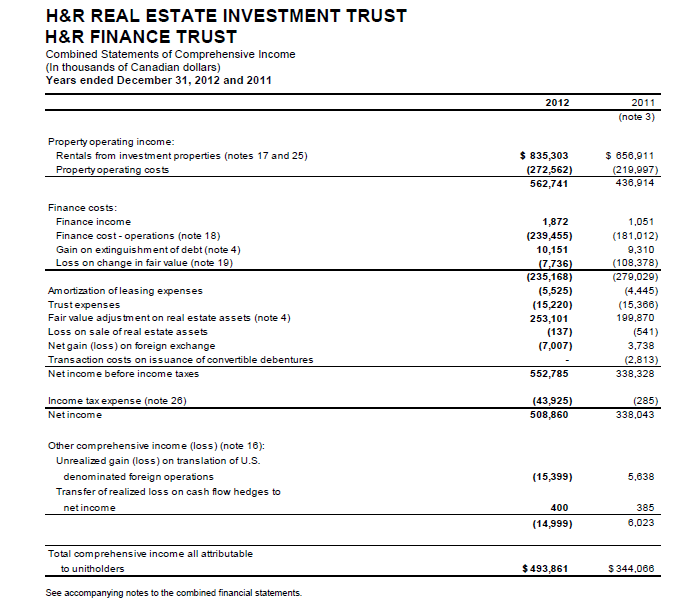 H&R REAL ESTATE INVESTMENT TRUST
H&R FINANCE TRUST
Combined Statements of Comprehensive Income
(In thousands of Canadian dollars)
Years ended December 31, 2012 and 2011
2012 2011
(note 3)
Property operating income:
Rentals from investment properties (notes 17 and 25) $ 835,303 $ 656,911
Property operating costs (272,562) (219,997)
562,741 436,914
Finance costs:
Finance income 1,872 1,051
Finance cost - operations (note 18) (239,455) (181,012)
Gain on extinguishment of debt (note 4) 10,151 9,310
Loss on change in fair value (note 19) (7,736) (108,378)
(235,168) (279,029)
Amortization of leasing expenses (5,525) (4,445)
Trust expenses (15,220) (15,366)
Fair value adjustment on real estate assets (note 4) 253,101 199,870
Loss on sale of real estate assets (137) (541)
Net gain (loss) on foreign exchange (7,007) 3,738
Transaction costs on issuance of convertible debentures - (2,813)
Net income before income taxes 552,785 338,328
Income tax expense (note 26) (43,925) (285)
Net income 508,860 338,043
Other comprehensive income (loss) (note 16):
Unrealized gain (loss) on translation of U.S.
denominated foreign operations (15,399) 5,638
Transfer of realized loss on cash flow hedges to
net income 400 385
(14,999) 6,023
Total comprehensive income all attributable
to unitholders $ 493,861 $ 344,066
See accompanying notes to the combined financial statements.